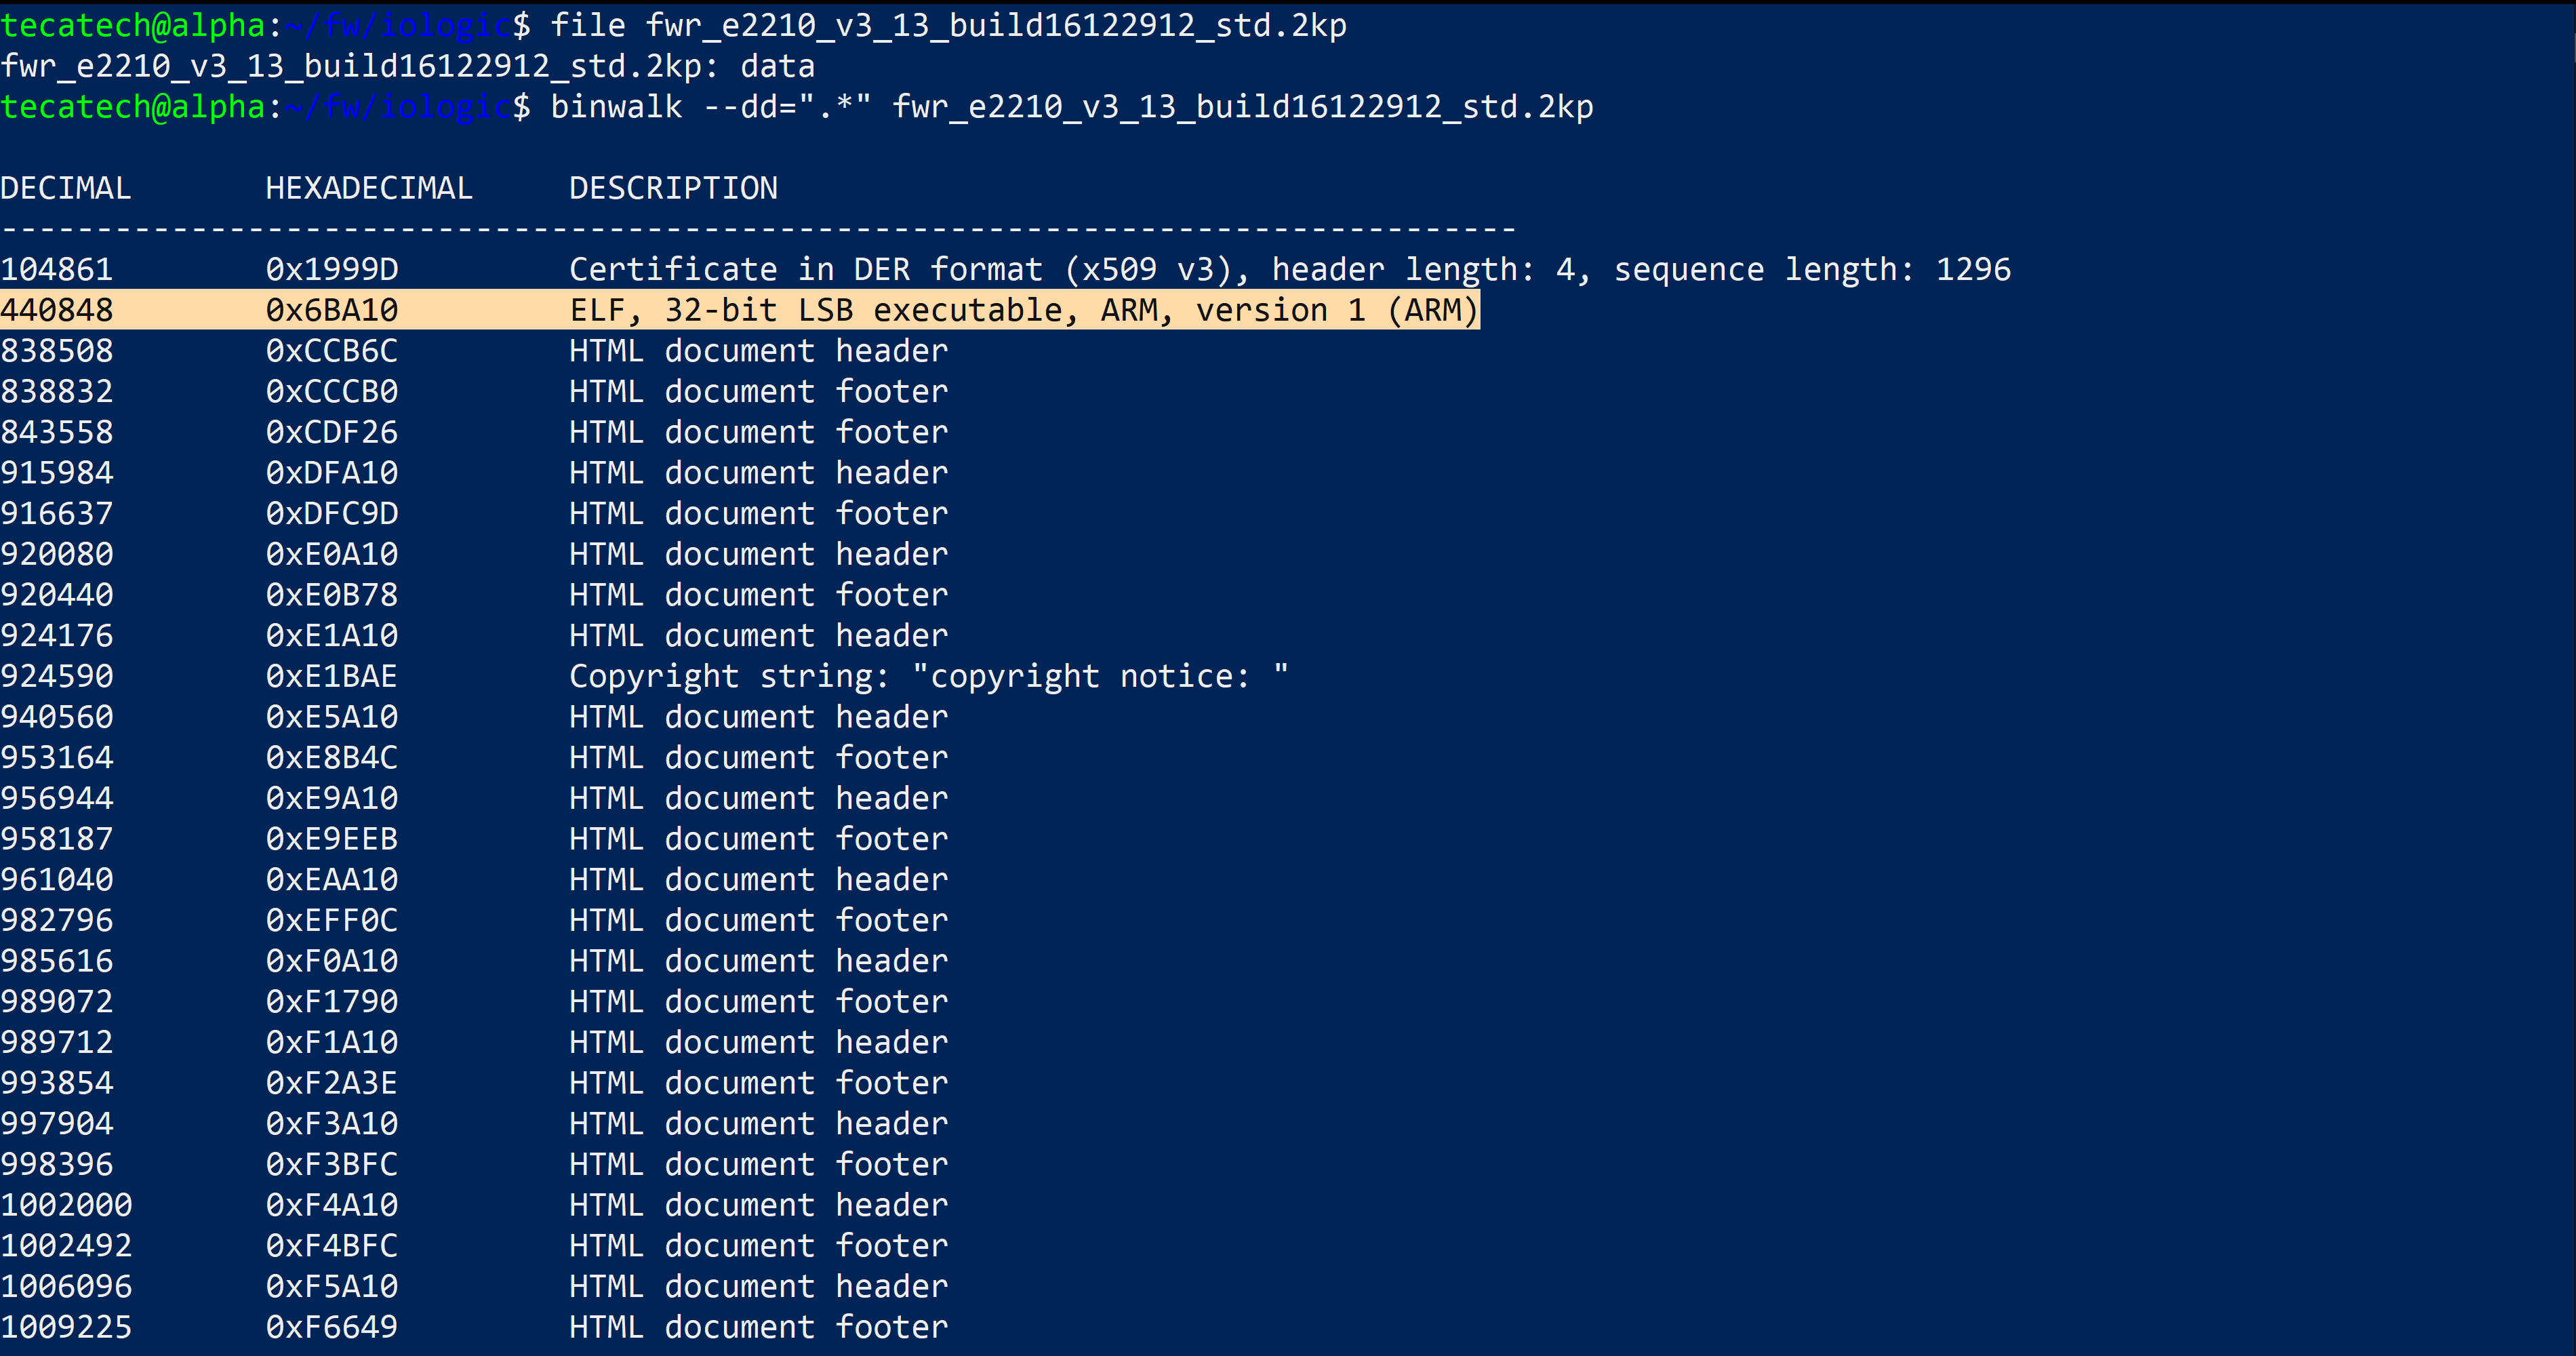 tecatech@alpha:~/fw/iologic$ file fwr_e2210_v3_13_build16122912_std.2kp
fwr_e2210_v3_13_build16122912_std.2kp: data
tecatech@alpha:~/fw/iologic$ binwalk --dd=".*" fwr_e2210_v3_13_build16122912_std.2kp
DECIMAL       HEXADECIMAL     DESCRIPTION
--------------------------------------------------------------------------------
104861        0x1999D         Certificate in DER format (x509 v3), header length: 4, sequence length: 1296
440848        0x6BA10         ELF, 32-bit LSB executable, ARM, version 1 (ARM)
838508        0xCCB6C         HTML document header
838832        0xCCCB0         HTML document footer
843558        0xCDF26         HTML document footer
915984        0xDFA10         HTML document header
916637        0xDFC9D         HTML document footer
920080        0xE0A10         HTML document header
920440        0xE0B78         HTML document footer
924176        0xE1A10         HTML document header
924590        0xE1BAE         Copyright string: "copyright notice: "
940560        0xE5A10         HTML document header
953164        0xE8B4C         HTML document footer
956944        0xE9A10         HTML document header
958187        0xE9EEB         HTML document footer
961040        0xEAA10         HTML document header
982796        0xEFF0C         HTML document footer
985616        0xF0A10         HTML document header
989072        0xF1790         HTML document footer
989712        0xF1A10         HTML document header
993854        0xF2A3E         HTML document footer
997904        0xF3A10         HTML document header
998396        0xF3BFC         HTML document footer
1002000       0xF4A10         HTML document header
1002492       0xF4BFC         HTML document footer
1006096       0xF5A10         HTML document header
1009225       0xF6649         HTML document footer